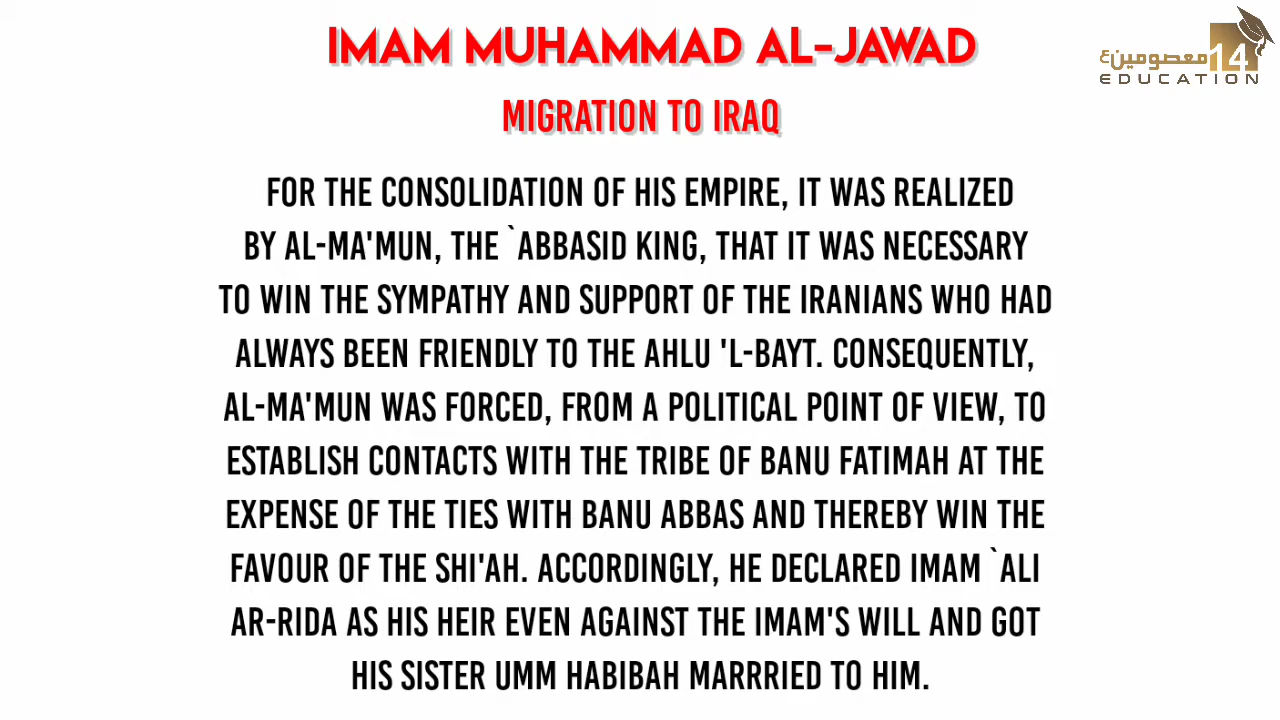 IMAM MUHAMMAD AL-JAWAD
معصومین؏ 14
EDUCATION
MIGRATION TO IRAQ
FOR THE CONSOLIDATION OF HIS EMPIRE, IT WAS REALIZED
BY AL-MA'MUN, THE `ABBASID KING, THAT IT WAS NECESSARY
TO WIN THE SYMPATHY AND SUPPORT OF THE IRANIANS WHO HAD
ALWAYS BEEN FRIENDLY TO THE AHLU 'L-BAYT. CONSEQUENTLY,
AL-MA'MUN WAS FORCED, FROM A POLITICAL POINT OF VIEW, TO
ESTABLISH CONTACTS WITH THE TRIBE OF BANU FATIMAH AT THE
EXPENSE OF THE TIES WITH BANU ABBAS AND THEREBY WIN THE
FAVOUR OF THE SHI'AH. ACCORDINGLY, HE DECLARED IMAM `ALI
AR-RIDA AS HIS HEIR EVEN AGAINST THE IMAM'S WILL AND GOT
HIS SISTER UMM HABIBAH MARRRIED TO HIM.